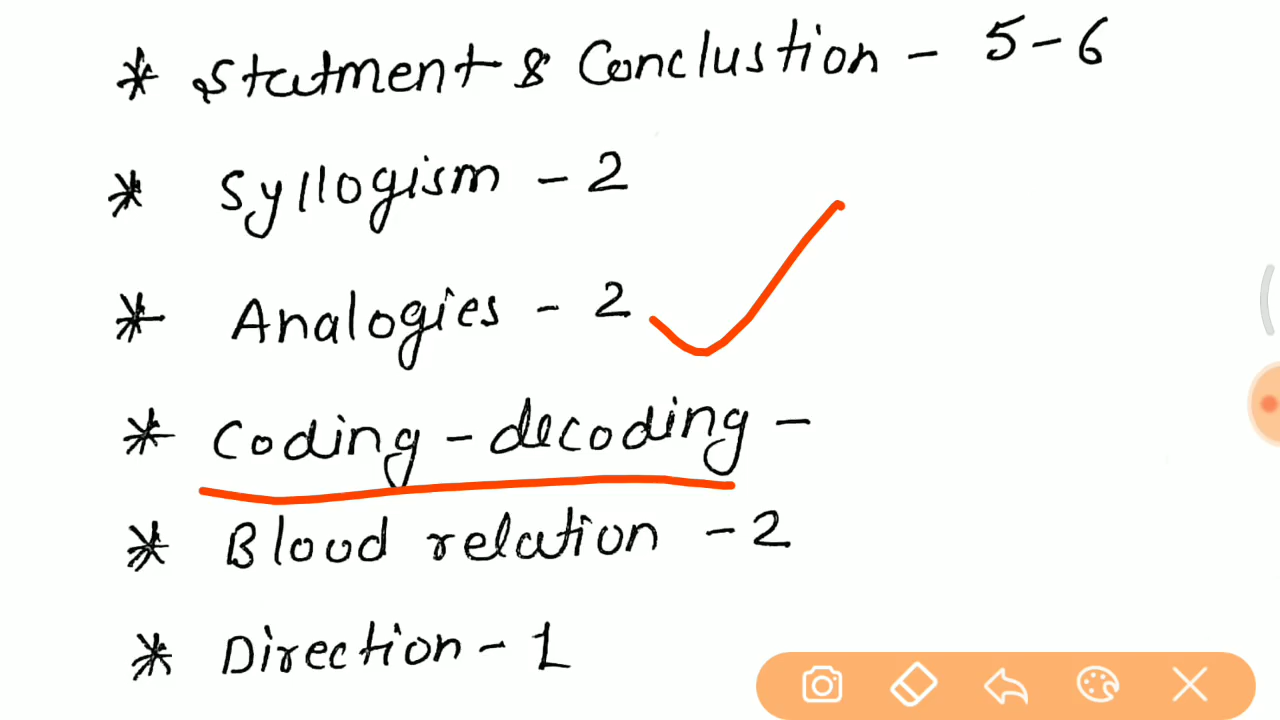 * Statment & Conclustion - 5-6
* Syllogism - 2
* Analogies - 2
* Coding-decoding -
* Blood relation - 2
* Direction - 1